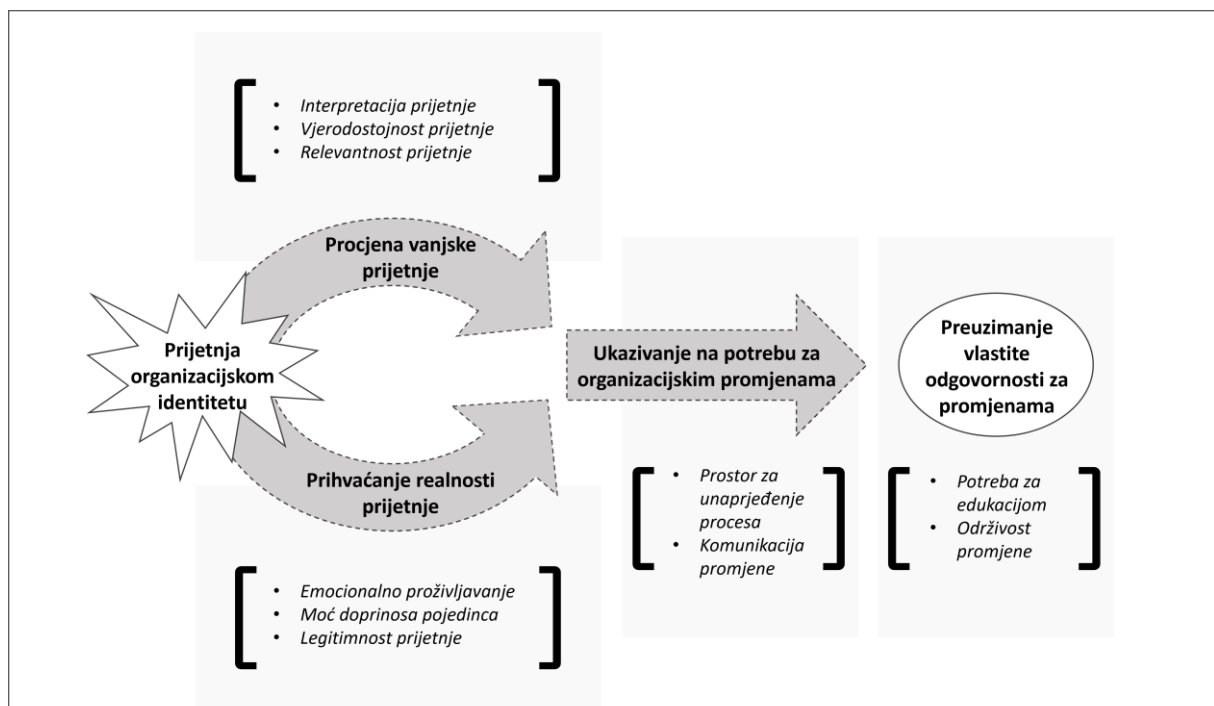 • Interpretacija prijetnje
• Vjerodostojnost prijetnje
• Relevantnost prijetnje
Procjena vanjske
prijetnje
Prijetnja
organizacijskom
identitetu
Prihvaćanje realnosti
prijetnje
• Emocionalno proživljavanje
• Moć doprinosa pojedinca
• Legitimnost prijetnje
Ukazivanje na potrebu za
organizacijskim promjenama
• Prostor za
unaprjeđenje
procesa
• Komunikacija
promjene
Preuzimanje
vlastite
odgovornosti za
promjenama
• Potreba za
edukacijom
• Održivost
promjene